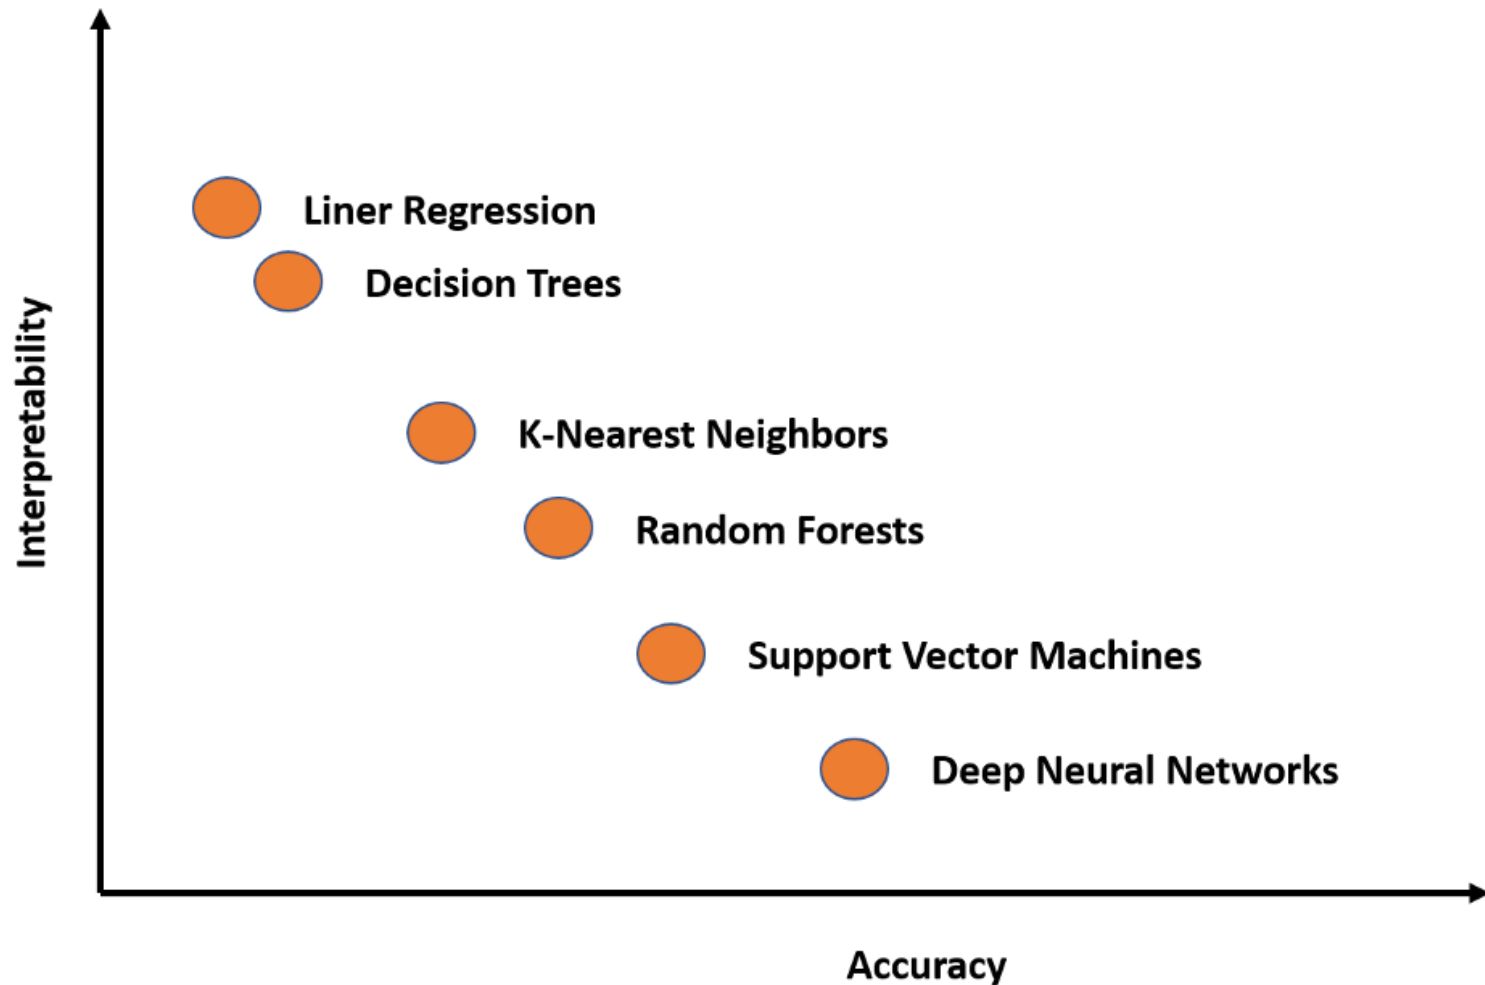 Liner Regression
Decision Trees
Interpretability
K-Nearest Neighbors
Random Forests
Support Vector Machines
Deep Neural Networks
Accuracy